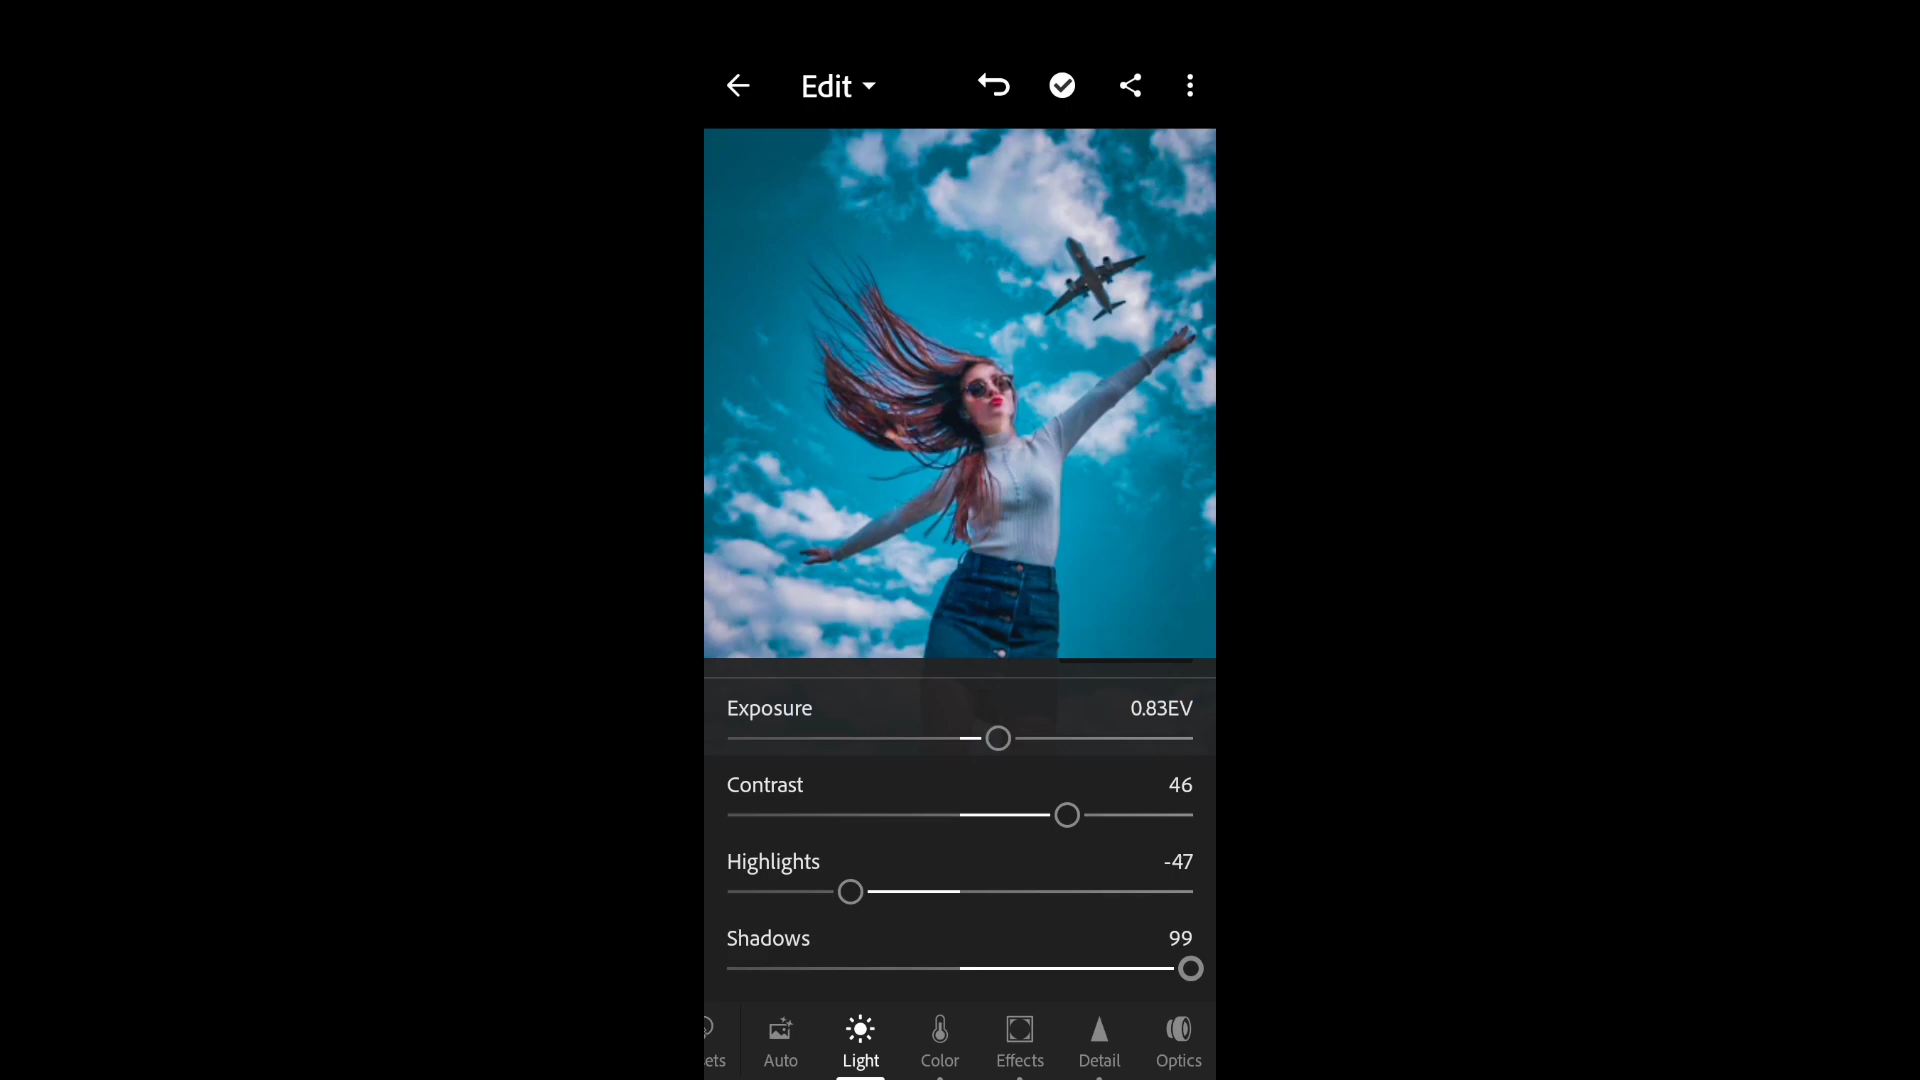 Edit
Exposure 0.83EV
Contrast 46
Highlights -47
Shadows 99
ets Auto Light Color Effects Detail Optics